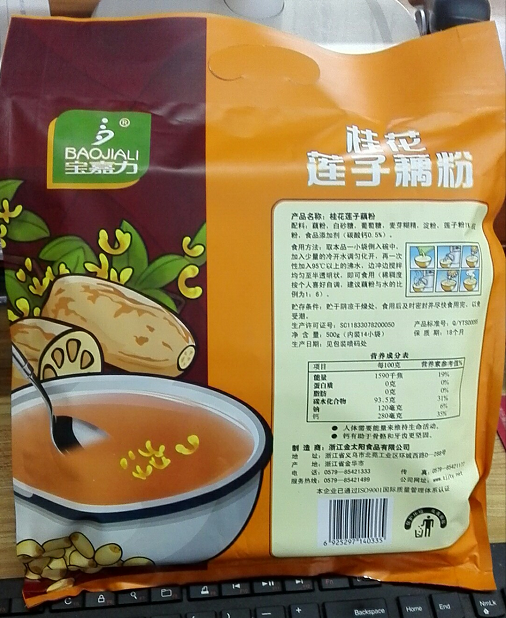 BAOJIALI
宝嘉力
®
桂花
莲子藕粉
产品名称：桂花莲子藕粉
配料：藕粉、白砂糖、葡萄糖、麦芽糊精、淀粉、莲子粉
粉、食品添加剂（碳酸钙0.5%）。
食用方法：取本品一小袋倒入碗中，
加入少量的冷开水调匀化开，再一次
性加入95℃以上的沸水，边冲边搅拌
均匀至半透明状，即可食用（稀稠度
按个人喜好自调，建议藕粉与水的比
例为1：6）。
贮存条件：贮于阴凉干燥处，食用后及时密封并尽快食用完，以免
受潮。
生产许可证号：SC11833078200050
产品标准号：Q/YTS0005
净 含 量：500g（内装14小袋）
保 质 期：18个月
生产日期：见包装喷码处
营养成分表
项目 每100克 营养素参考值%
能量 1590千焦 19%
蛋白质 0克 0%
脂肪 0克 0%
碳水化合物 93.5克 31%
钠 120毫克 6%
钙 280毫克 35%
● 人体需要能量来维持生命活动。
● 钙有助于骨骼和牙齿更坚固。
制 造 商：浙江金太阳食品有限公司
地 址：浙江省义乌市北苑工业区环城西路
产 地：浙江省金华市
电 话：0579-85421333
传 真：0579-854211
服务热线：0579-85421499
公司网址：
本企业已通过ISO9001国际质量管理体系认证
6 925297 140335
Backspace
Home
End
NmLk